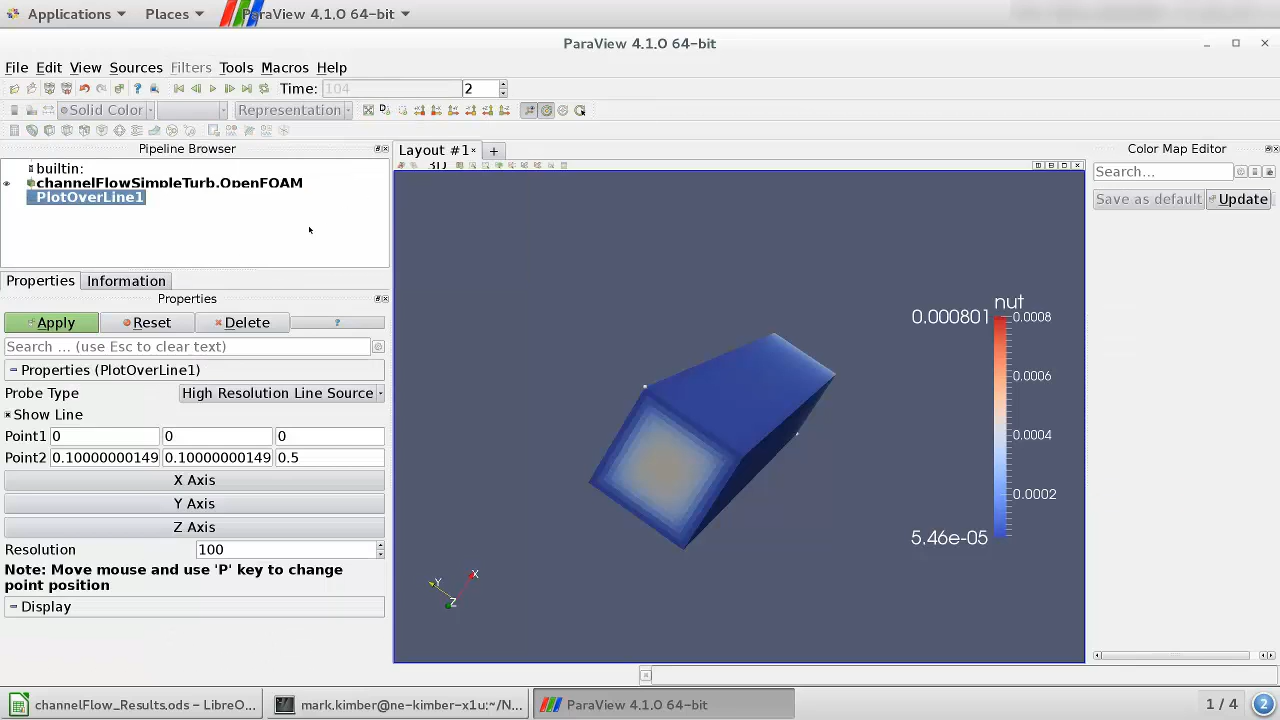 Applications Places ParaView 4.1.0 64-bit
ParaView 4.1.0 64-bit
File Edit View Sources Filters Tools Macros Help
Time: 104 2
Solid Color Representation
Pipeline Browser
Layout #1× +
Color Map Editor
builtin:
3D
Search...
channelFlowSimpleTurb.OpenFOAM
PlotOverLine1
Save as default Update
Properties Information
Properties
Apply Reset Delete ?
Search ... (use Esc to clear text)
Properties (PlotOverLine1)
Probe Type High Resolution Line Source
Show Line
Point1 0 0 0
Point2 0.10000000149 0.10000000149 0.5
X Axis
Y Axis
Z Axis
Resolution 100
Note: Move mouse and use 'P' key to change
point position
Display
nut
0.000801 0.0008
0.0006
0.0004
0.0002
5.46e-05
Y X
Z
channelFlow_Results.ods – LibreO... mark.kimber@ne-kimber-x1u:~/N... ParaView 4.1.0 64-bit 1 / 4 2